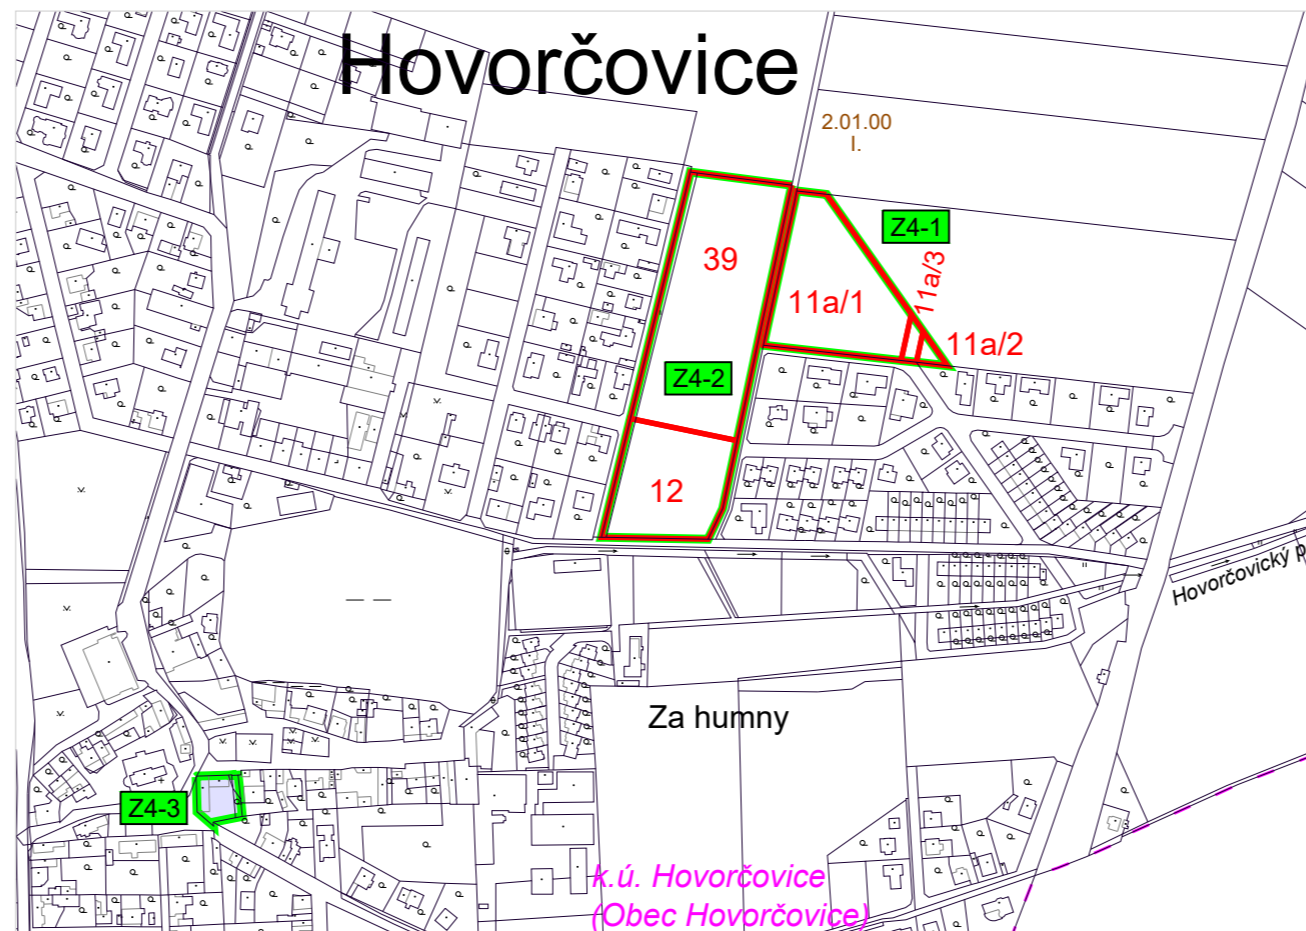 Hovorčovice
2.01.00
I.
Z4-1
39
11a/3
11a/1
11a/2
Z4-2
12
Hovorčovický p
Za humny
Z4-3
k.ú. Hovorčovice
(Obec Hovorčovice)